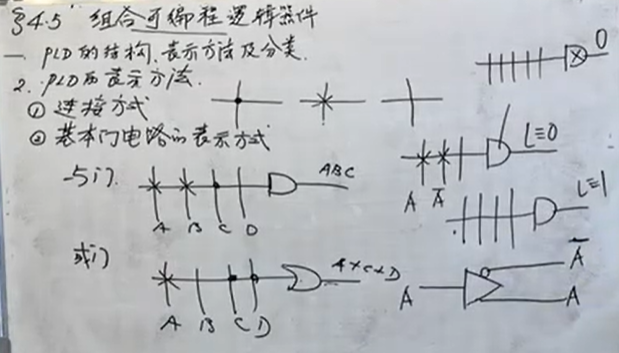 §4.5 组合可编程逻辑器件
一 PLD的结构、表示方法及分类.
2. PLD的表示方法.
① 连接方式
② 基本门电路的表示方式
与门
A B C D
ABC
或门
A B C D
A+C+D
0
A Ā
L≡0
L≡1
A
Ā
A